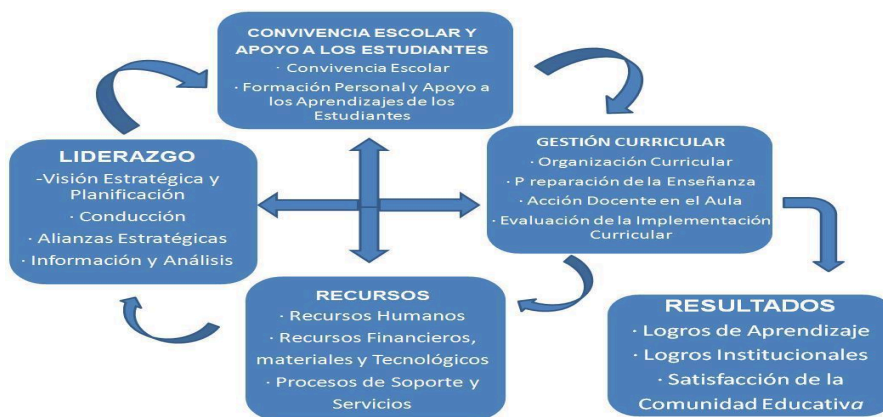 CONVIVENCIA ESCOLAR Y
APOYO A LOS ESTUDIANTES
· Convivencia Escolar
· Formación Personal y Apoyo a
los Aprendizajes de los
Estudiantes
LIDERAZGO
-Visión Estratégica y
Planificación
· Conducción
· Alianzas Estratégicas
· Información y Análisis
GESTIÓN CURRICULAR
· Organización Curricular
· P reparación de la Enseñanza
· Acción Docente en el Aula
· Evaluación de la Implementación
Curricular
RECURSOS
· Recursos Humanos
· Recursos Financieros,
materiales y Tecnológicos
· Procesos de Soporte y
Servicios
RESULTADOS
· Logros de Aprendizaje
· Logros Institucionales
· Satisfacción de la
Comunidad Educativa